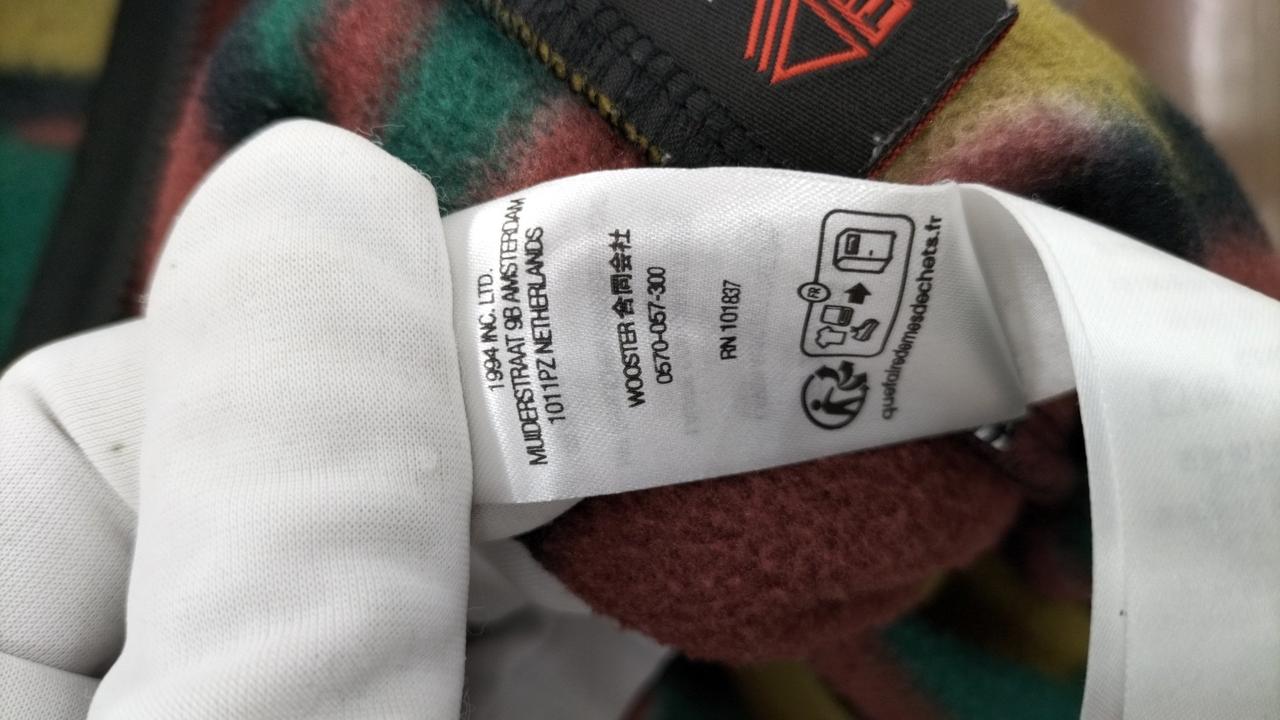 1994 INC. LTD.
MUIDERSTRAAT 9B AMSTERDAM
1011PZ NETHERLANDS
WOOSTER 合同会社
0570-057-300
RN 101837
FR
quefairedemesdechets.fr